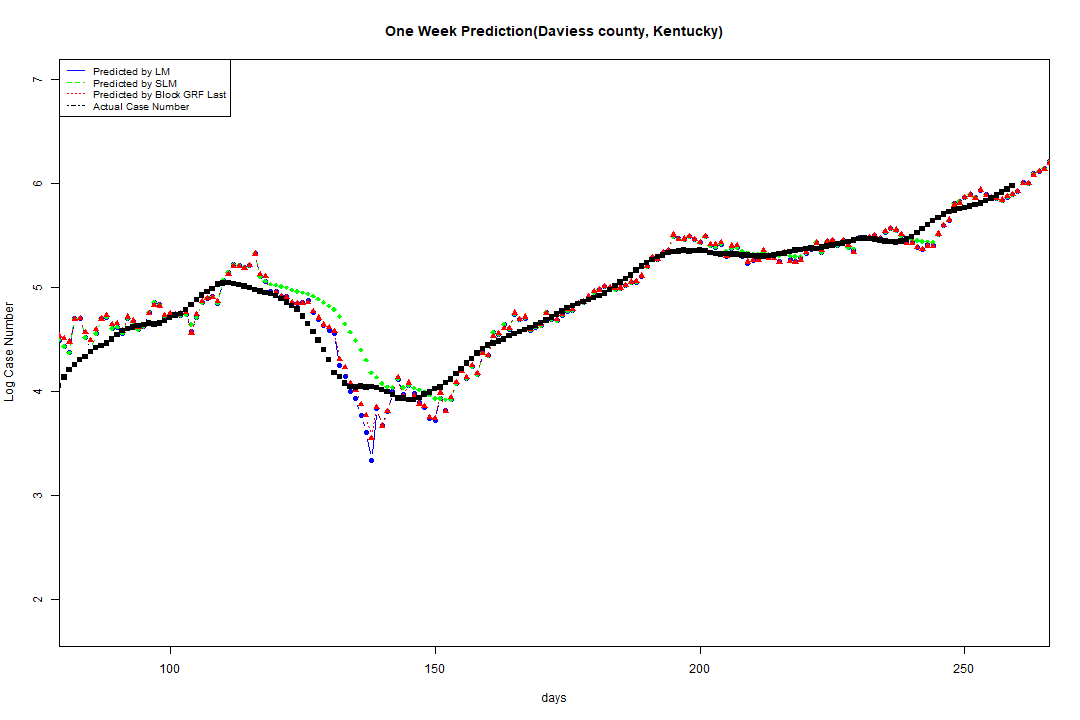 One Week Prediction(Daviess county, Kentucky)
Predicted by LM
Predicted by SLM
Predicted by Block GRF Last
Actual Case Number
7
6
5
4
3
2
Log Case Number
100 150 200 250
days